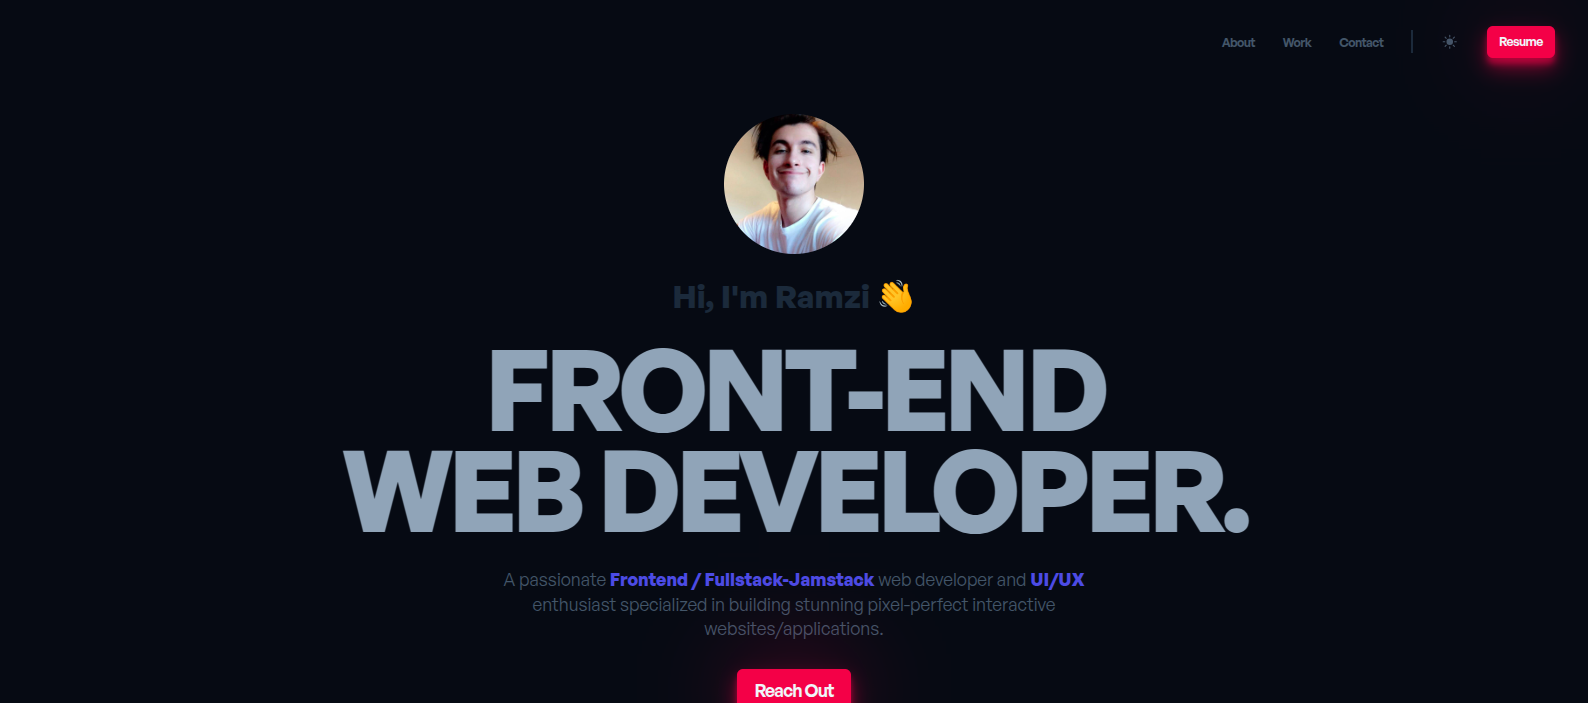 About Work Contact Resume
Hi, I'm Ramzi 👋
FRONT-END
WEB DEVELOPER.
A passionate Frontend / Fullstack-Jamstack web developer and UI/UX
enthusiast specialized in building stunning pixel-perfect interactive
websites/applications.
Reach Out